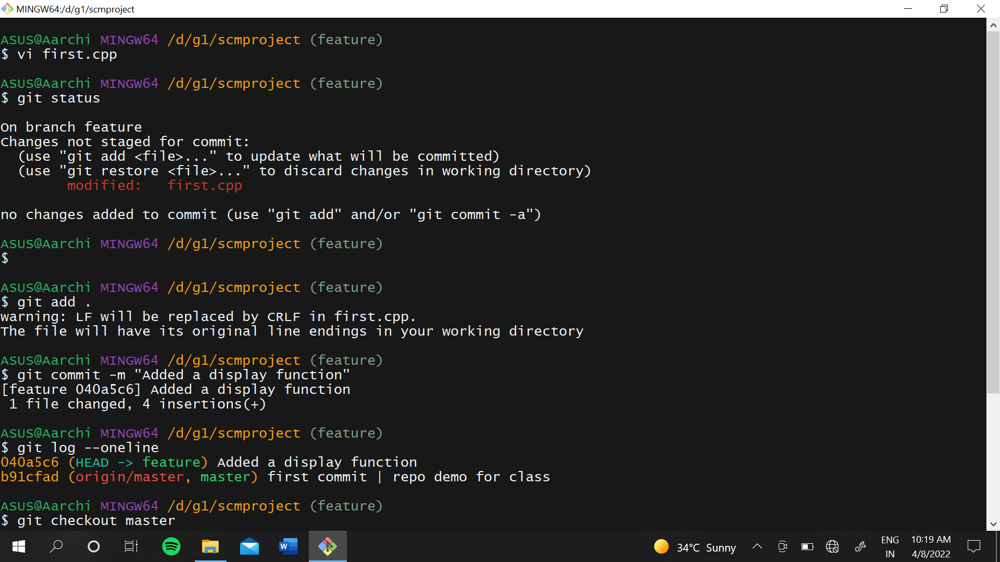 MINGW64:/d/g1/scmproject
ASUS@Aarchi MINGW64 /d/g1/scmproject (feature)
$ vi first.cpp
ASUS@Aarchi MINGW64 /d/g1/scmproject (feature)
$ git status
On branch feature
Changes not staged for commit:
  (use "git add <file>..." to update what will be committed)
  (use "git restore <file>..." to discard changes in working directory)
        modified:   first.cpp
no changes added to commit (use "git add" and/or "git commit -a")
ASUS@Aarchi MINGW64 /d/g1/scmproject (feature)
$
ASUS@Aarchi MINGW64 /d/g1/scmproject (feature)
$ git add .
warning: LF will be replaced by CRLF in first.cpp.
The file will have its original line endings in your working directory
ASUS@Aarchi MINGW64 /d/g1/scmproject (feature)
$ git commit -m "Added a display function"
[feature 040a5c6] Added a display function
 1 file changed, 4 insertions(+)
ASUS@Aarchi MINGW64 /d/g1/scmproject (feature)
$ git log --oneline
040a5c6 (HEAD -> feature) Added a display function
b91cfad (origin/master, master) first commit | repo demo for class
ASUS@Aarchi MINGW64 /d/g1/scmproject (feature)
$ git checkout master
W
34°C Sunny
ENG
IN
10:19 AM
4/8/2022